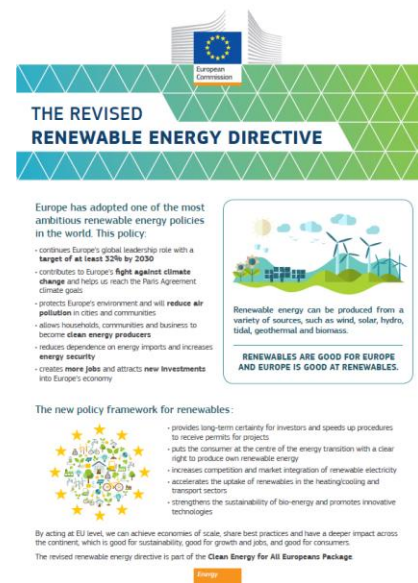 European
Commission
THE REVISED
RENEWABLE ENERGY DIRECTIVE
Europe has adopted one of the most
ambitious renewable energy policies
in the world. This policy:
• continues Europe's global leadership role with a
target of at least 32% by 2030
• contributes to Europe's fight against climate
change and helps us reach the Paris Agreement
climate goals
• protects Europe's environment and will reduce air
pollution in cities and communities
• allows households, communities and business to
become clean energy producers
• reduces dependence on energy imports and increases
energy security
• creates more jobs and attracts new investments
into Europe's economy
Renewable energy can be produced from a
variety of sources, such as wind, solar, hydro,
tidal, geothermal and biomass.
RENEWABLES ARE GOOD FOR EUROPE
AND EUROPE IS GOOD AT RENEWABLES.
The new policy framework for renewables:
• provides long-term certainty for investors and speeds up procedures
to receive permits for projects
• puts the consumer at the centre of the energy transition with a clear
right to produce own renewable energy
• increases competition and market integration of renewable electricity
• accelerates the uptake of renewables in the heating/cooling and
transport sectors
• strengthens the sustainability of bio-energy and promotes innovative
technologies
By acting at EU level, we can achieve economies of scale, share best practices and have a deeper impact across
the continent, which is good for sustainability, good for growth and jobs, and good for consumers.
The revised renewable energy directive is part of the Clean Energy for All Europeans Package.
Energy